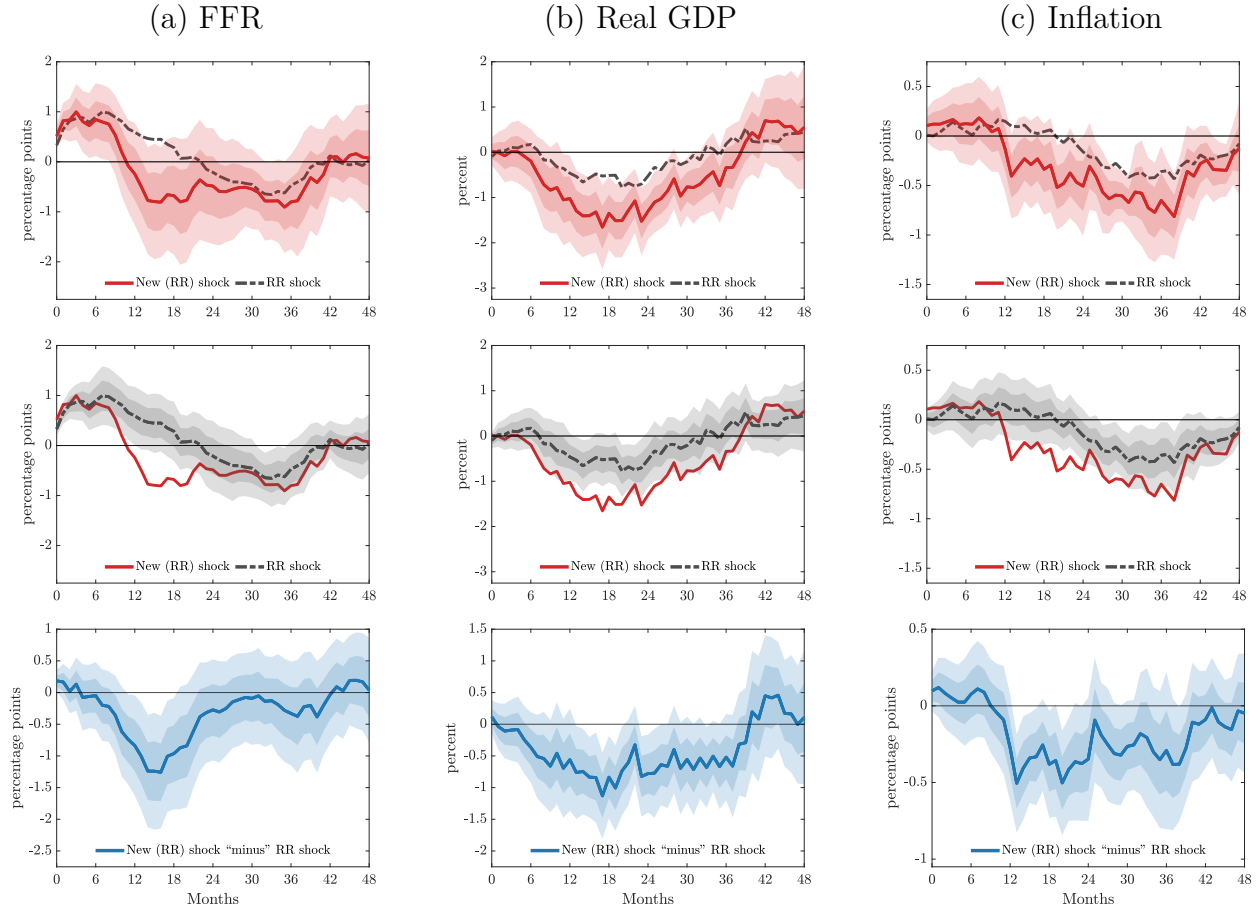 (a) FFR
(b) Real GDP
(c) Inflation
2
1
0
-1
-2
percentage points
New (RR) shock
RR shock
0 6 12 18 24 30 36 42 48
2
1
0
-1
-2
-3
percent
New (RR) shock
RR shock
0 6 12 18 24 30 36 42 48
0.5
0
-0.5
-1
-1.5
percentage points
New (RR) shock
RR shock
0 6 12 18 24 30 36 42 48
2
1
0
-1
-2
percentage points
New (RR) shock
RR shock
0 6 12 18 24 30 36 42 48
2
1
0
-1
-2
-3
percent
New (RR) shock
RR shock
0 6 12 18 24 30 36 42 48
0.5
0
-0.5
-1
-1.5
percentage points
New (RR) shock
RR shock
0 6 12 18 24 30 36 42 48
1
0.5
0
-0.5
-1
-1.5
-2
-2.5
percentage points
New (RR) shock “minus” RR shock
0 6 12 18 24 30 36 42 48
Months
1.5
1
0.5
0
-0.5
-1
-1.5
-2
percent
New (RR) shock “minus” RR shock
0 6 12 18 24 30 36 42 48
Months
0.5
0
-0.5
-1
percentage points
New (RR) shock “minus” RR shock
0 6 12 18 24 30 36 42 48
Months